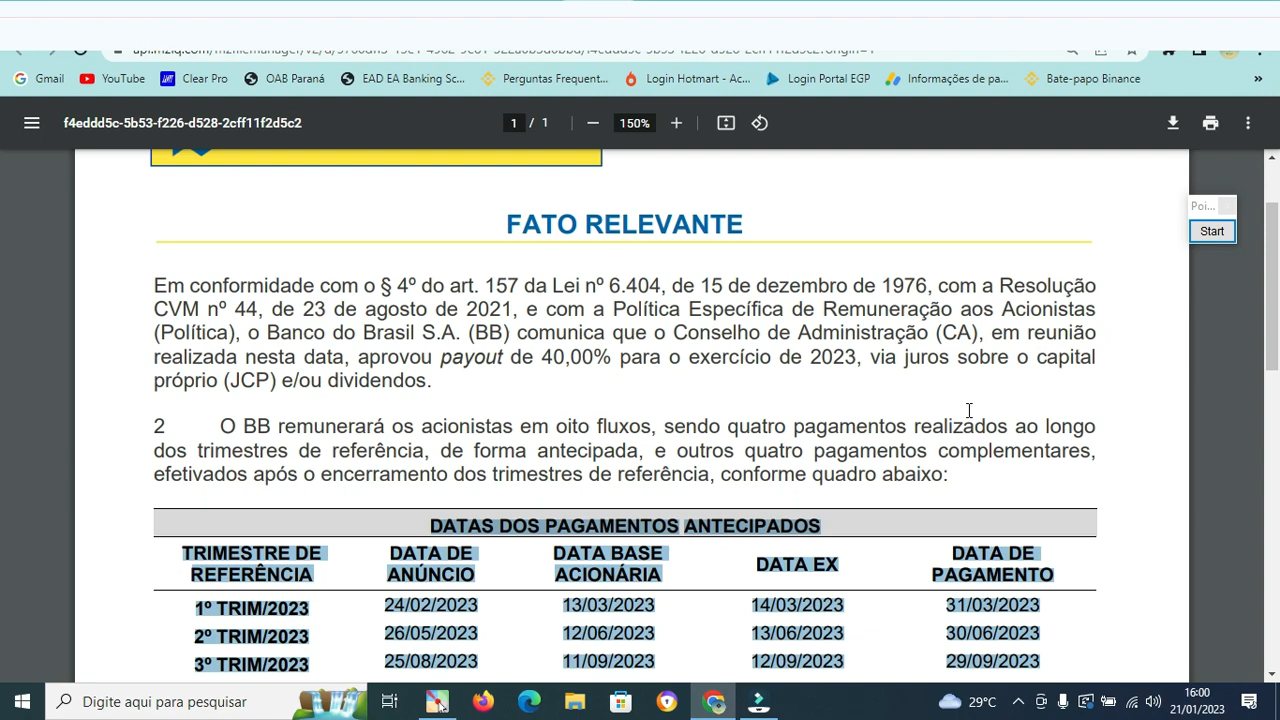 Gmail YouTube Clear Pro OAB Paraná EAD EA Banking Sc... Perguntas Frequent... Login Hotmart - Ac... Login Portal EGP Informações de pa... Bate-papo Binance »
f4eddd5c-5b53-f226-d528-2cff11f2d5c2 1 / 1 150%
Poi...
Start
FATO RELEVANTE
Em conformidade com o § 4º do art. 157 da Lei nº 6.404, de 15 de dezembro de 1976, com a Resolução
CVM nº 44, de 23 de agosto de 2021, e com a Política Específica de Remuneração aos Acionistas
(Política), o Banco do Brasil S.A. (BB) comunica que o Conselho de Administração (CA), em reunião
realizada nesta data, aprovou payout de 40,00% para o exercício de 2023, via juros sobre o capital
próprio (JCP) e/ou dividendos.
2 O BB remunerará os acionistas em oito fluxos, sendo quatro pagamentos realizados ao longo
dos trimestres de referência, de forma antecipada, e outros quatro pagamentos complementares,
efetivados após o encerramento dos trimestres de referência, conforme quadro abaixo:
DATAS DOS PAGAMENTOS ANTECIPADOS
TRIMESTRE DE REFERÊNCIA DATA DE ANÚNCIO DATA BASE ACIONÁRIA DATA EX DATA DE PAGAMENTO
1º TRIM/2023 24/02/2023 13/03/2023 14/03/2023 31/03/2023
2º TRIM/2023 26/05/2023 12/06/2023 13/06/2023 30/06/2023
3º TRIM/2023 25/08/2023 11/09/2023 12/09/2023 29/09/2023
Digite aqui para pesquisar 29°C 16:00
21/01/2023